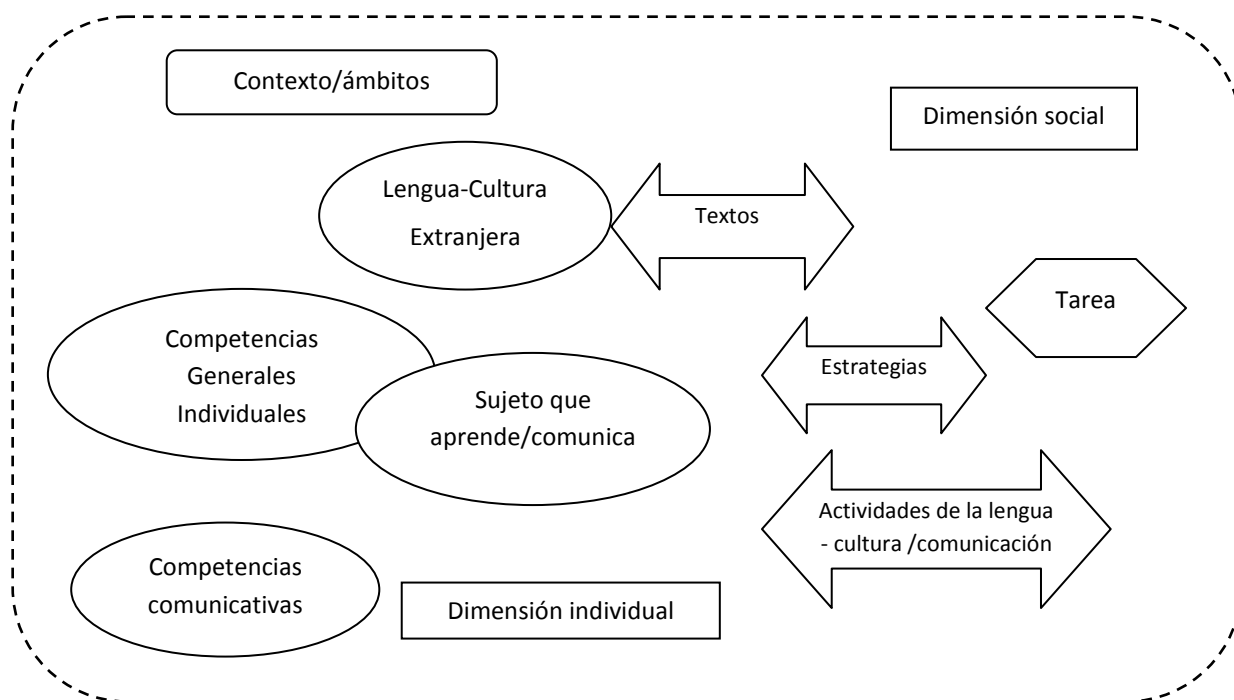 Contexto/ámbitos
Dimensión social
Lengua-Cultura
Extranjera
Textos
Tarea
Competencias
Generales
Individuales
Estrategias
Sujeto que
aprende/comunica
Actividades de la lengua
- cultura /comunicación
Competencias
comunicativas
Dimensión individual